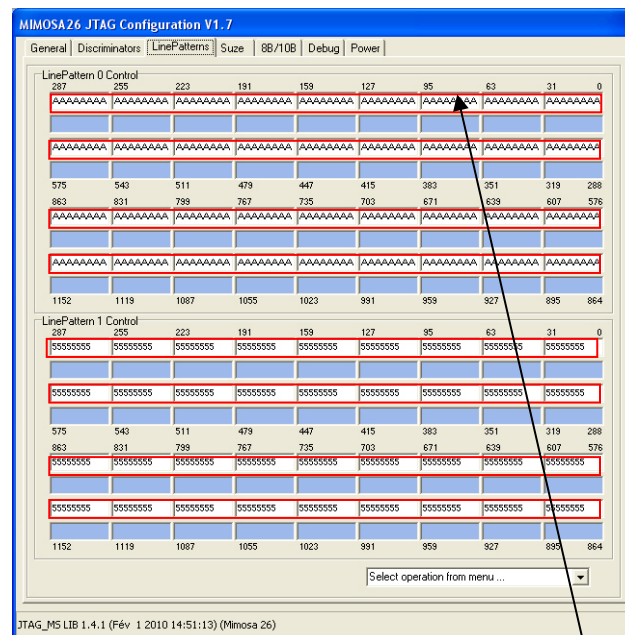 MIMOSA26 JTAG Configuration V1.7
General Discriminators LinePatterns Suze 8B/10B Debug Power
LinePattern 0 Control
287 255 223 191 159 127 95 63 31 0
AAAAAAAA AAAAAAAA AAAAAAAA AAAAAAAA AAAAAAAA AAAAAAAA AAAAAAAA AAAAAAAA AAAAAAAA
AAAAAAAA AAAAAAAA AAAAAAAA AAAAAAAA AAAAAAAA AAAAAAAA AAAAAAAA AAAAAAAA AAAAAAAA
575 543 511 479 447 415 383 351 319 288
863 831 799 767 735 703 671 639 607 576
AAAAAAAA AAAAAAAA AAAAAAAA AAAAAAAA AAAAAAAA AAAAAAAA AAAAAAAA AAAAAAAA AAAAAAAA
AAAAAAAA AAAAAAAA AAAAAAAA AAAAAAAA AAAAAAAA AAAAAAAA AAAAAAAA AAAAAAAA AAAAAAAA
1152 1119 1087 1055 1023 991 959 927 895 864
LinePattern 1 Control
287 255 223 191 159 127 95 63 31 0
55555555 55555555 55555555 55555555 55555555 55555555 55555555 55555555 55555555
55555555 55555555 55555555 55555555 55555555 55555555 55555555 55555555 55555555
575 543 511 479 447 415 383 351 319 288
863 831 799 767 735 703 671 639 607 576
55555555 55555555 55555555 55555555 55555555 55555555 55555555 55555555 55555555
55555555 55555555 55555555 55555555 55555555 55555555 55555555 55555555 55555555
1152 1119 1087 1055 1023 991 959 927 895 864
Select operation from menu ...
JTAG_MS LIB 1.4.1 (Fév 1 2010 14:51:13) (Mimosa 26)